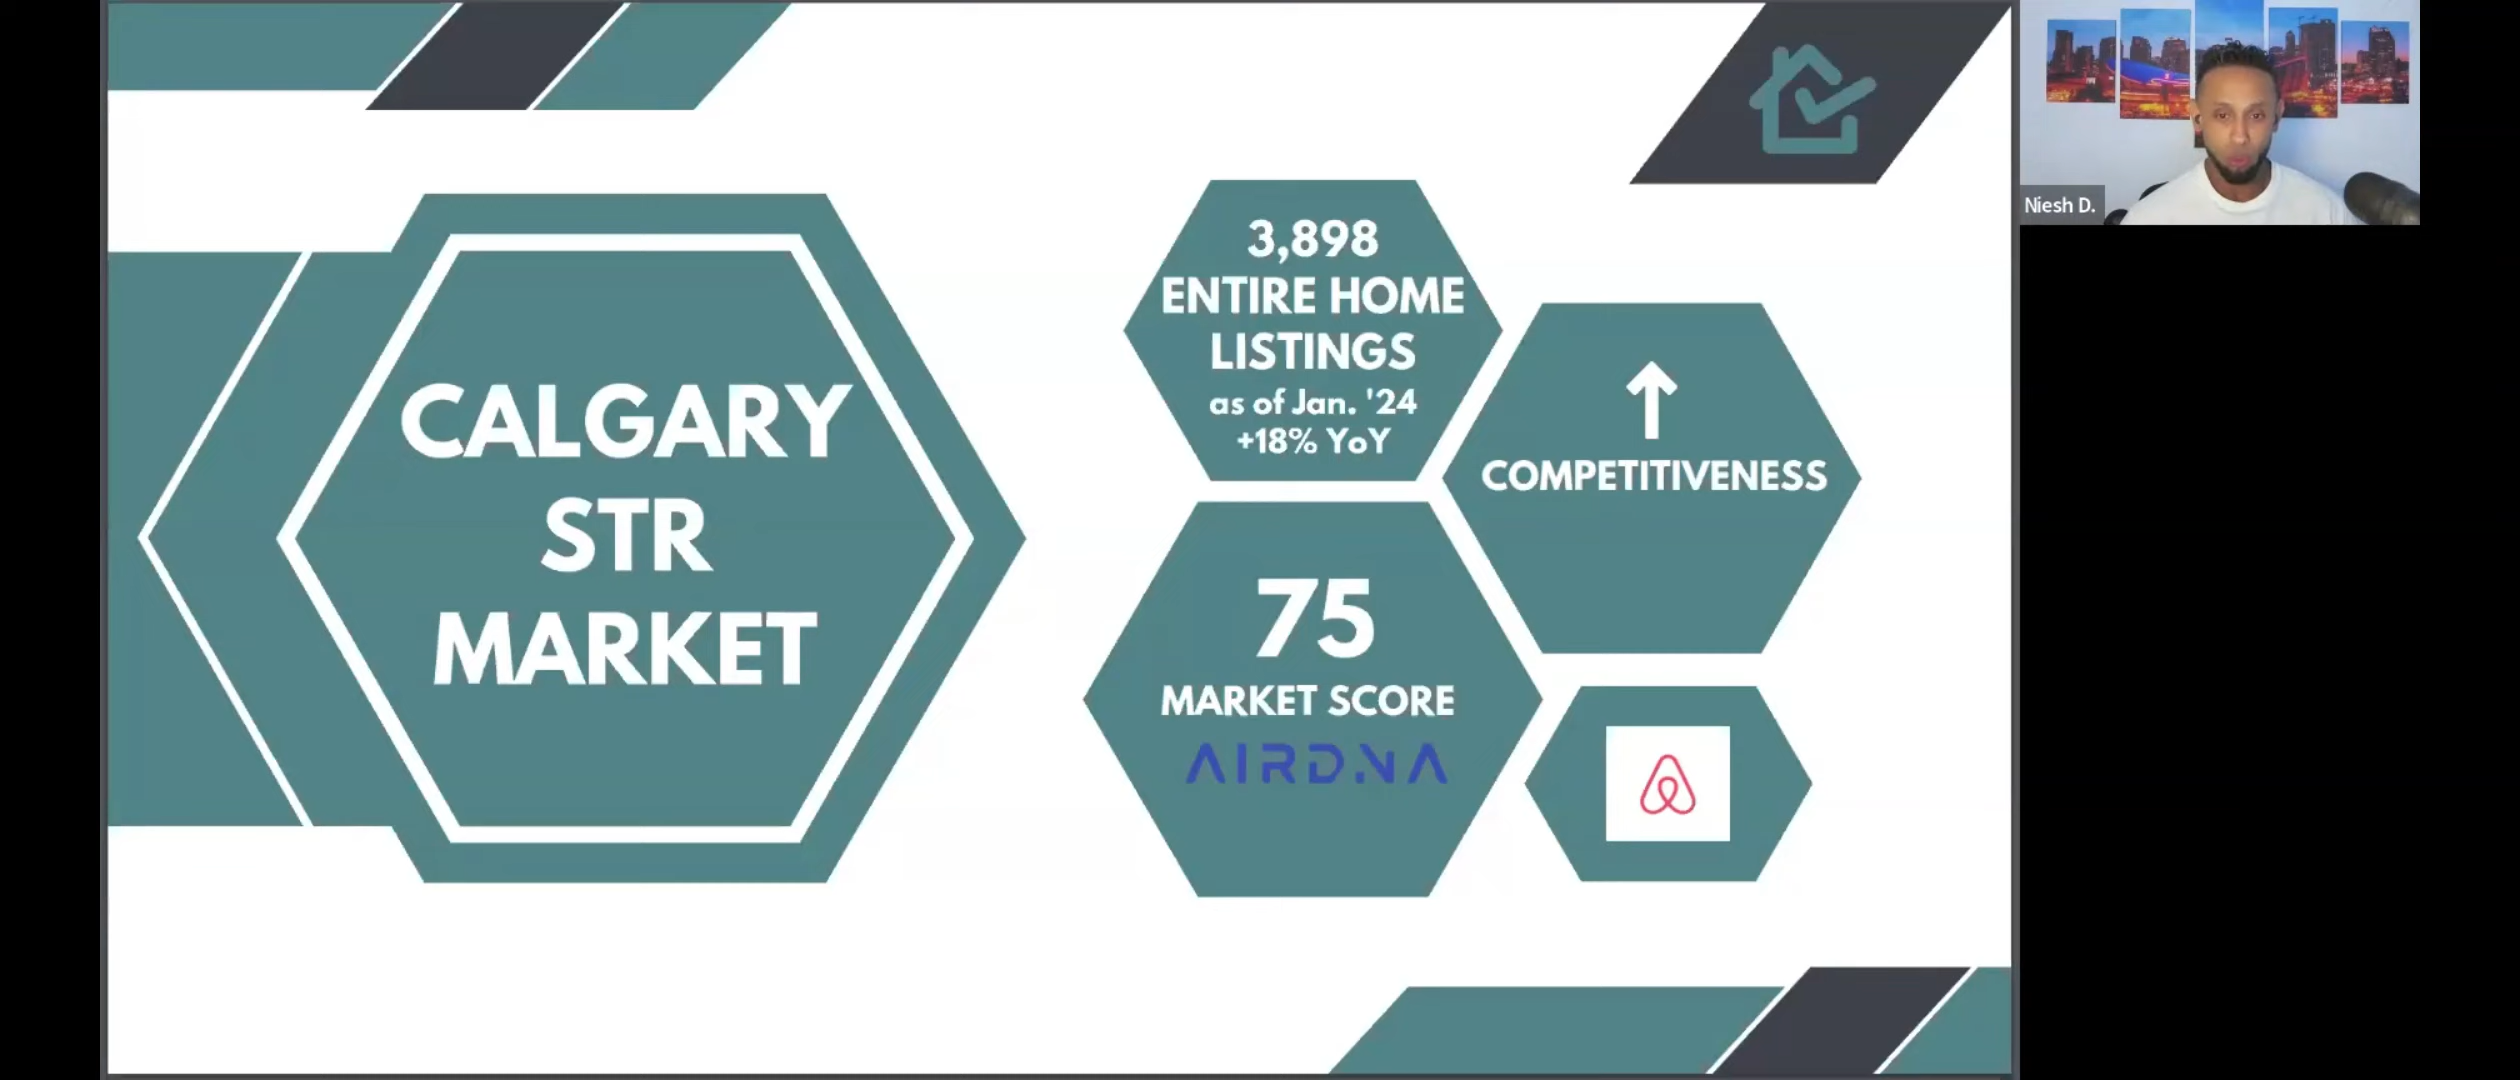 CALGARY
STR
MARKET
3,898
ENTIRE HOME
LISTINGS
as of Jan. '24
+18% YoY
COMPETITIVENESS
75
MARKET SCORE
AIRDNA
Niesh D.